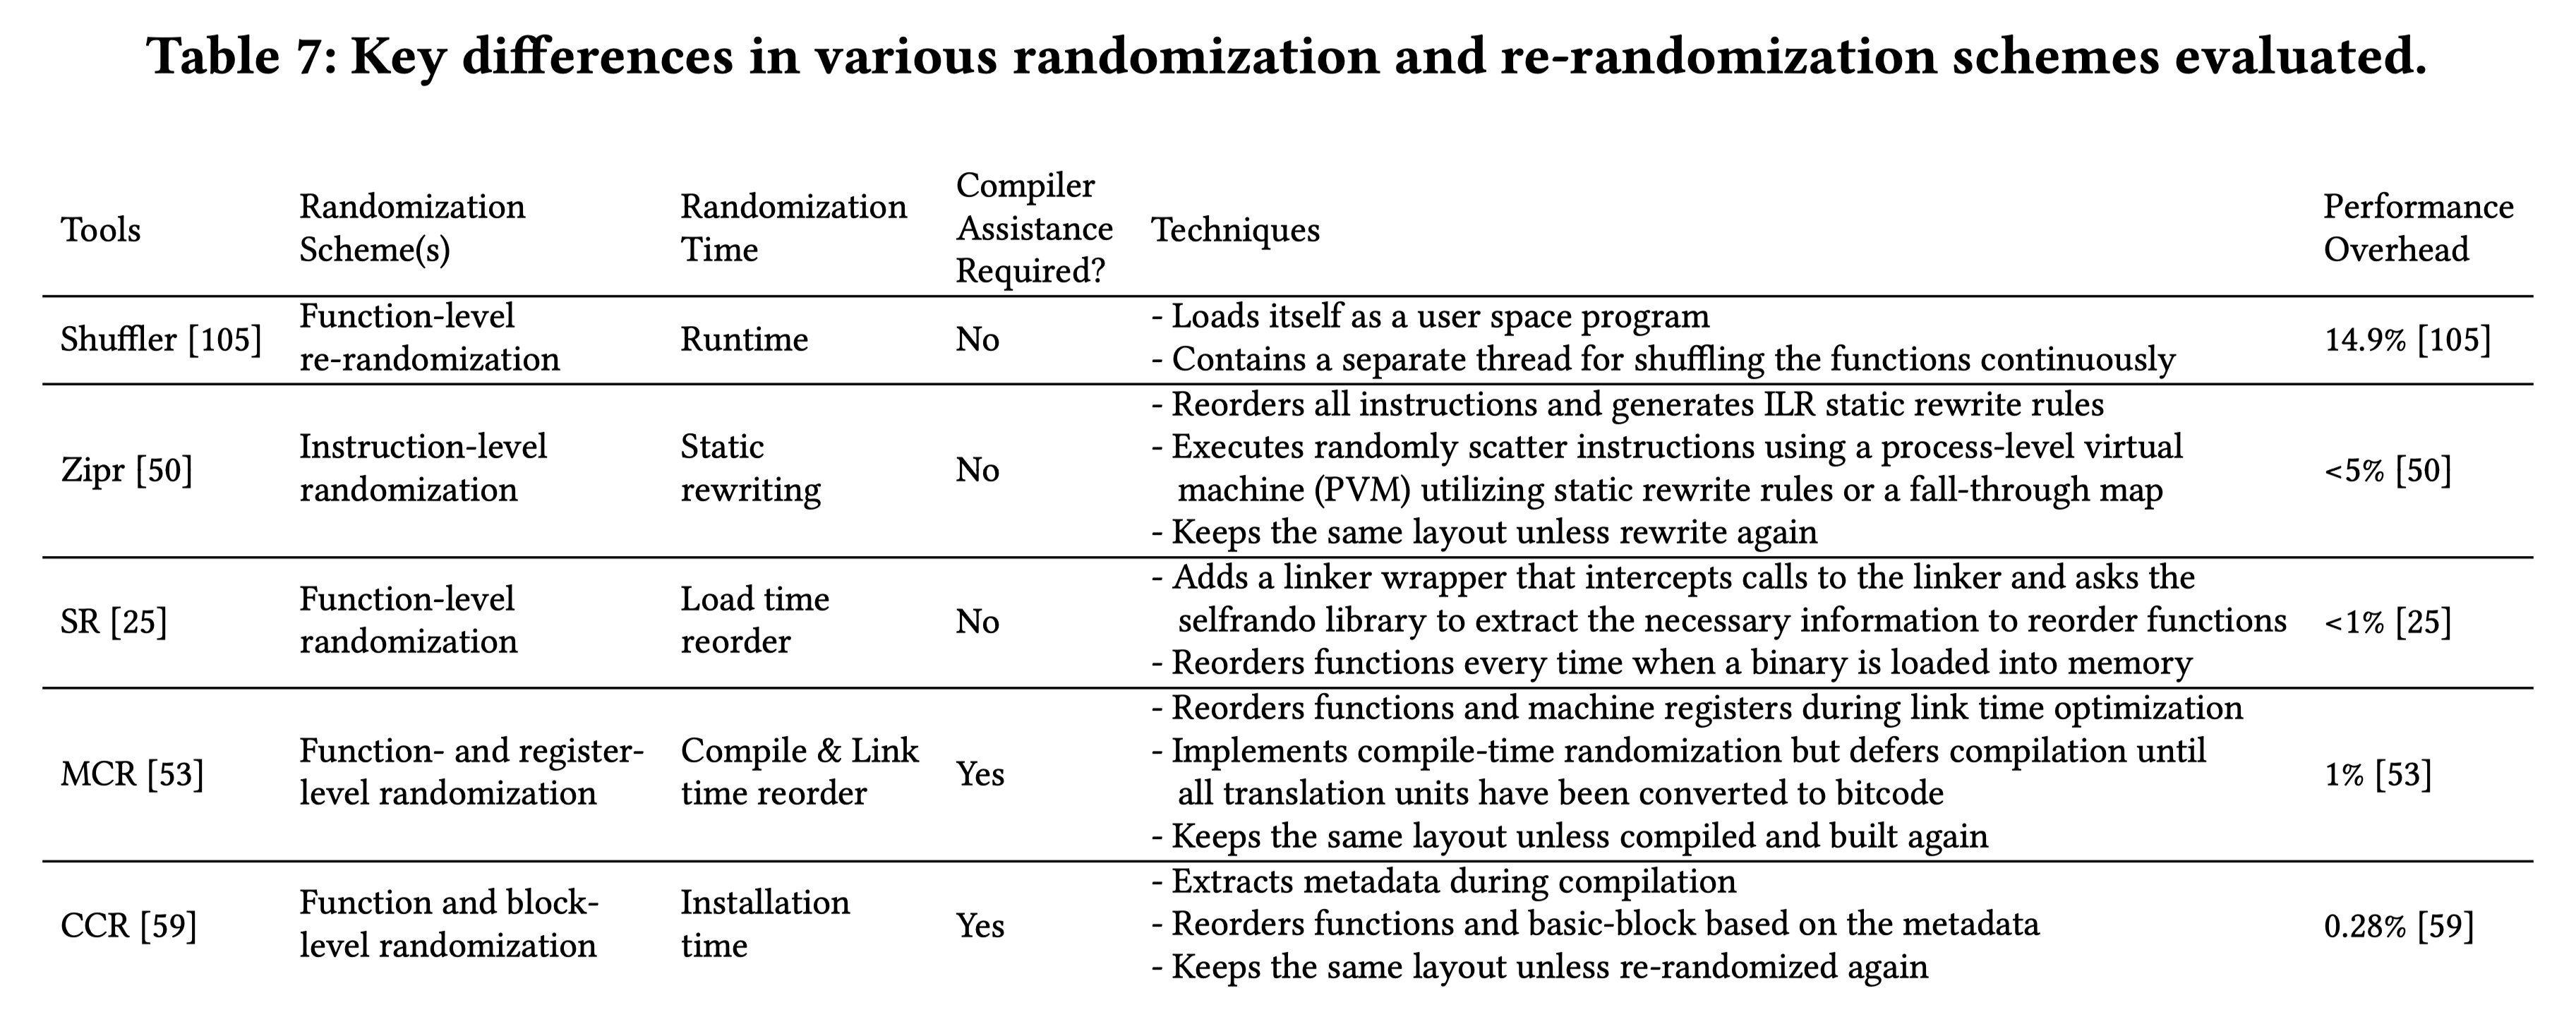 Table 7: Key differences in various randomization and re-randomization schemes evaluated.
Tools
Randomization
Scheme(s)
Randomization
Time
Compiler
Assistance
Required?
Techniques
Performance
Overhead
Shuffler [105]
Function-level
re-randomization
Runtime
No
- Loads itself as a user space program
- Contains a separate thread for shuffling the functions continuously
14.9% [105]
Zipr [50]
Instruction-level
randomization
Static
rewriting
No
- Reorders all instructions and generates ILR static rewrite rules
- Executes randomly scatter instructions using a process-level virtual
machine (PVM) utilizing static rewrite rules or a fall-through map
- Keeps the same layout unless rewrite again
<5% [50]
SR [25]
Function-level
randomization
Load time
reorder
No
- Adds a linker wrapper that intercepts calls to the linker and asks the
selfrando library to extract the necessary information to reorder functions
- Reorders functions every time when a binary is loaded into memory
<1% [25]
MCR [53]
Function- and register-
level randomization
Compile & Link
time reorder
Yes
- Reorders functions and machine registers during link time optimization
- Implements compile-time randomization but defers compilation until
all translation units have been converted to bitcode
- Keeps the same layout unless compiled and built again
1% [53]
CCR [59]
Function and block-
level randomization
Installation
time
Yes
- Extracts metadata during compilation
- Reorders functions and basic-block based on the metadata
- Keeps the same layout unless re-randomized again
0.28% [59]